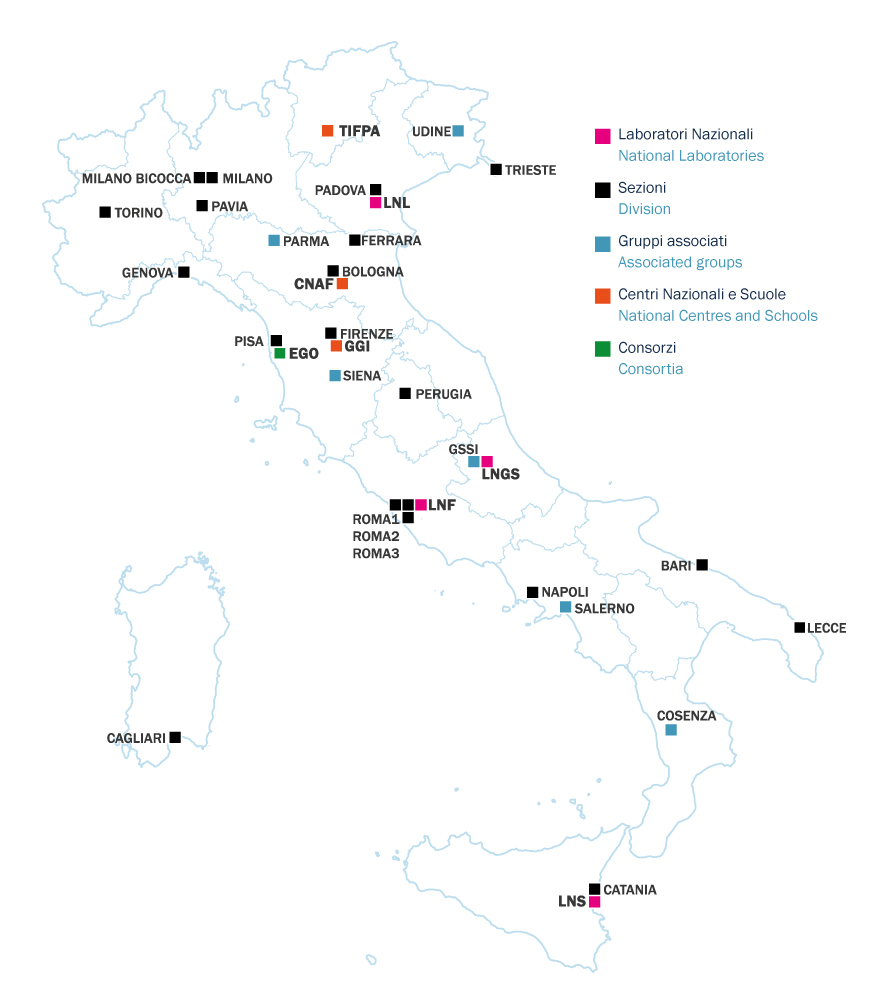 TIFPA
UDINE
Laboratori Nazionali
National Laboratories
TRIESTE
MILANO BICOCCA
MILANO
PADOVA
LNL
Sezioni
Division
TORINO
PAVIA
PARMA
FERRARA
Gruppi associati
Associated groups
GENOVA
BOLOGNA
CNAF
Centri Nazionali e Scuole
National Centres and Schools
PISA
FIRENZE
EGO
GGI
Consorzi
Consortia
SIENA
PERUGIA
GSSI
LNGS
LNF
ROMA1
ROMA2
ROMA3
BARI
NAPOLI
SALERNO
LECCE
COSENZA
CAGLIARI
CATANIA
LNS